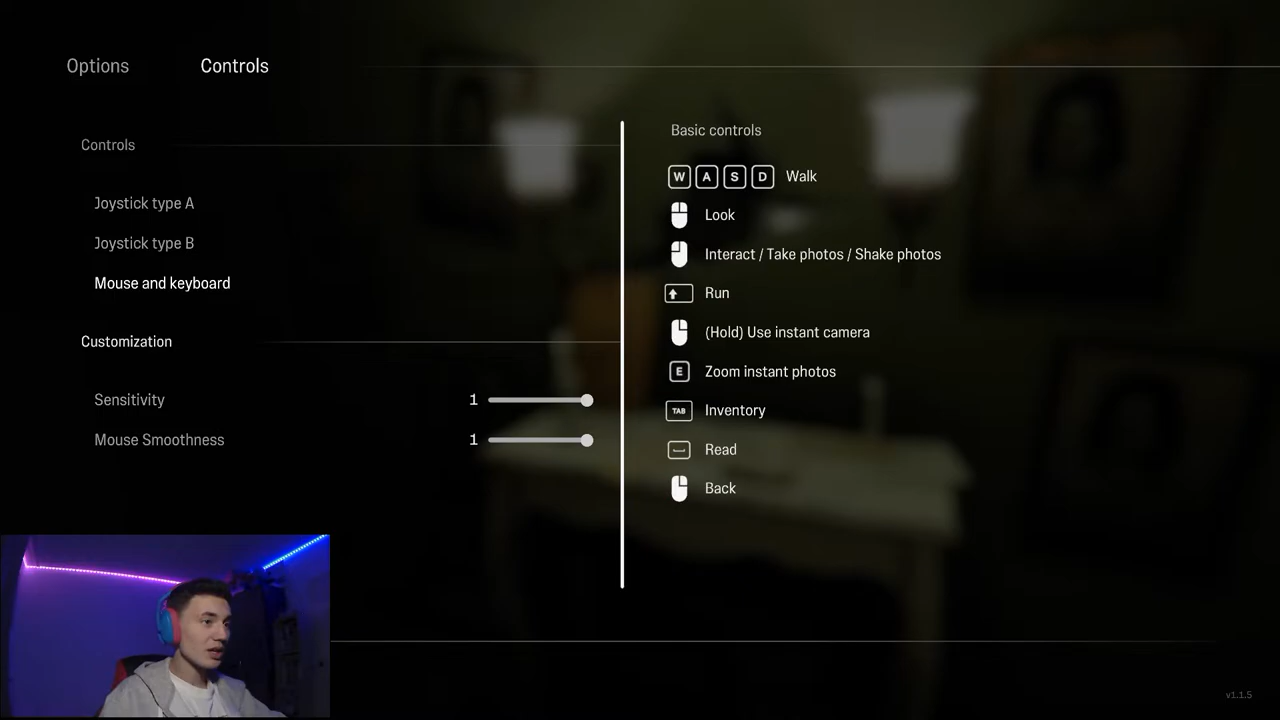 Options Controls
Controls
Joystick type A
Joystick type B
Mouse and keyboard
Customization
Sensitivity 1
Mouse Smoothness 1
Basic controls
W A S D Walk
Look
Interact / Take photos / Shake photos
Run
(Hold) Use instant camera
E Zoom instant photos
TAB Inventory
Read
Back
v1.1.5